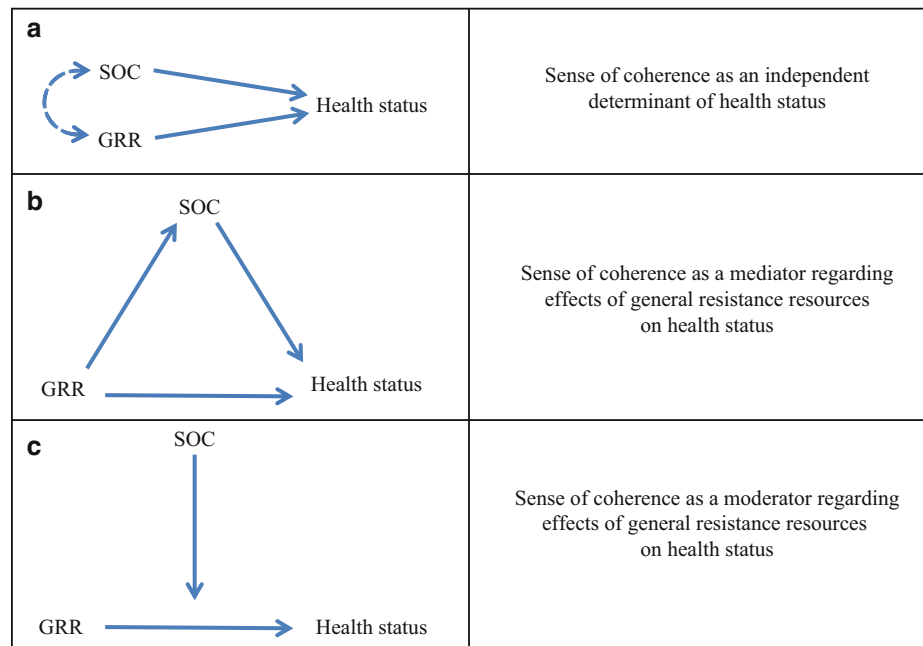 a
SOC
GRR
Health status
Sense of coherence as an independent
determinant of health status
b
SOC
GRR
Health status
Sense of coherence as a mediator regarding
effects of general resistance resources
on health status
c
SOC
GRR
Health status
Sense of coherence as a moderator regarding
effects of general resistance resources
on health status